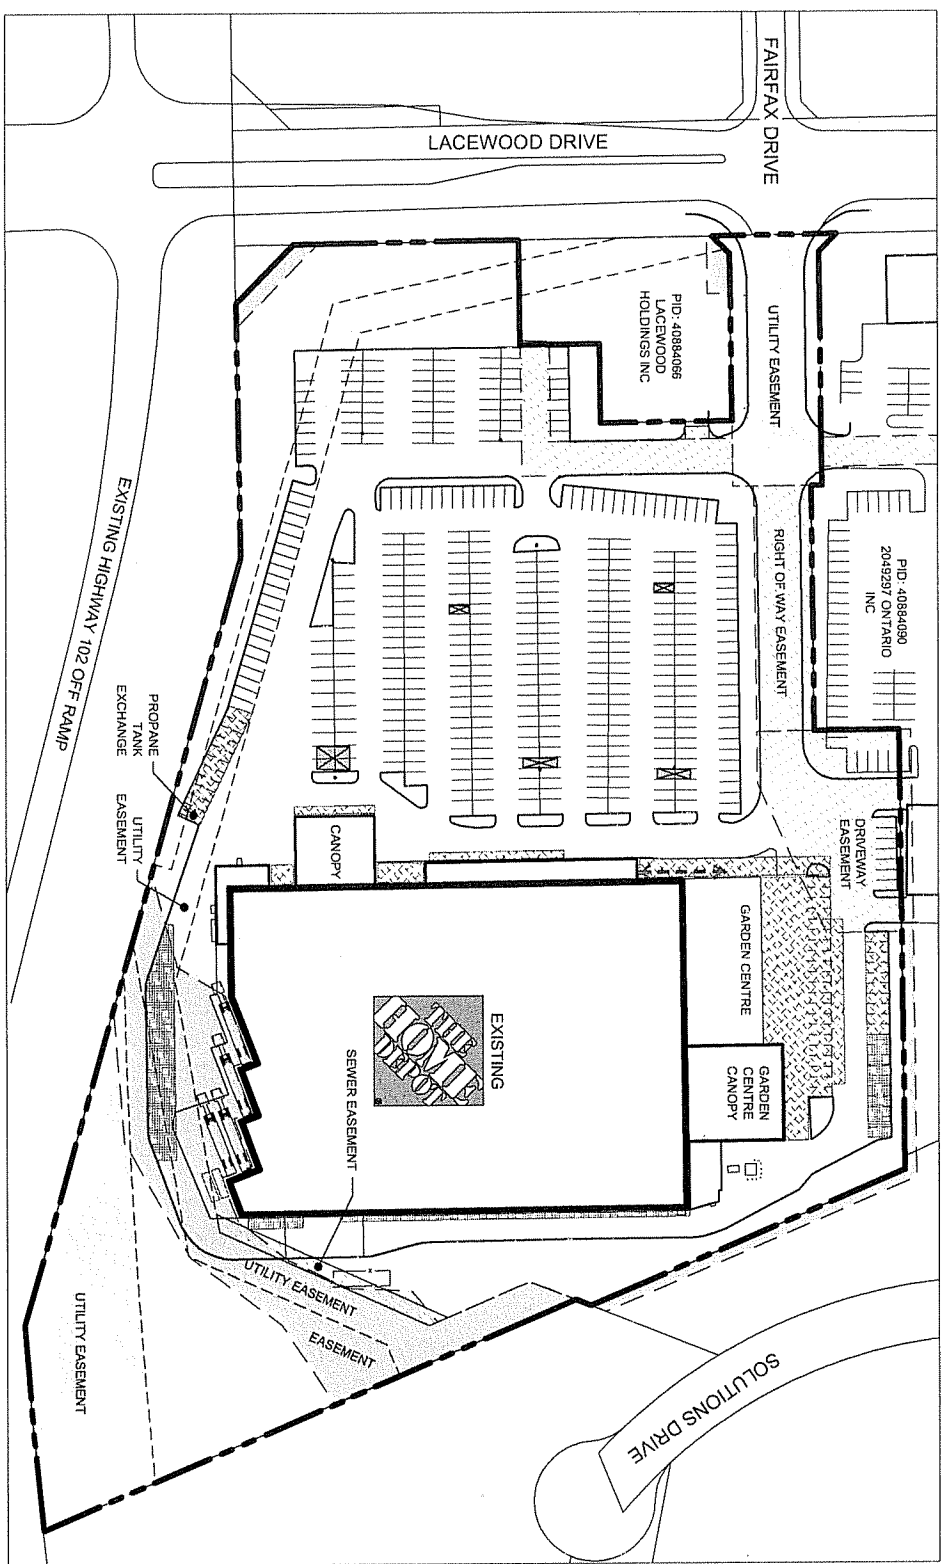 FAIRFAX DRIVE
LACEWOOD DRIVE
PID: 40884066
LACEWOOD
HOLDINGS INC
UTILITY EASEMENT
PID: 40884090
2049297 ONTARIO
INC
RIGHT OF WAY EASEMENT
EXISTING HIGHWAY 102 OFF RAMP
PROPANE
TANK
EXCHANGE
UTILITY
EASEMENT
CANOPY
DRIVEWAY
EASEMENT
GARDEN CENTRE
GARDEN
CENTRE
CANOPY
EXISTING
THE
HOME
DEPOT
SEWER EASEMENT
UTILITY EASEMENT
EASEMENT
UTILITY EASEMENT
SOLUTIONS DRIVE